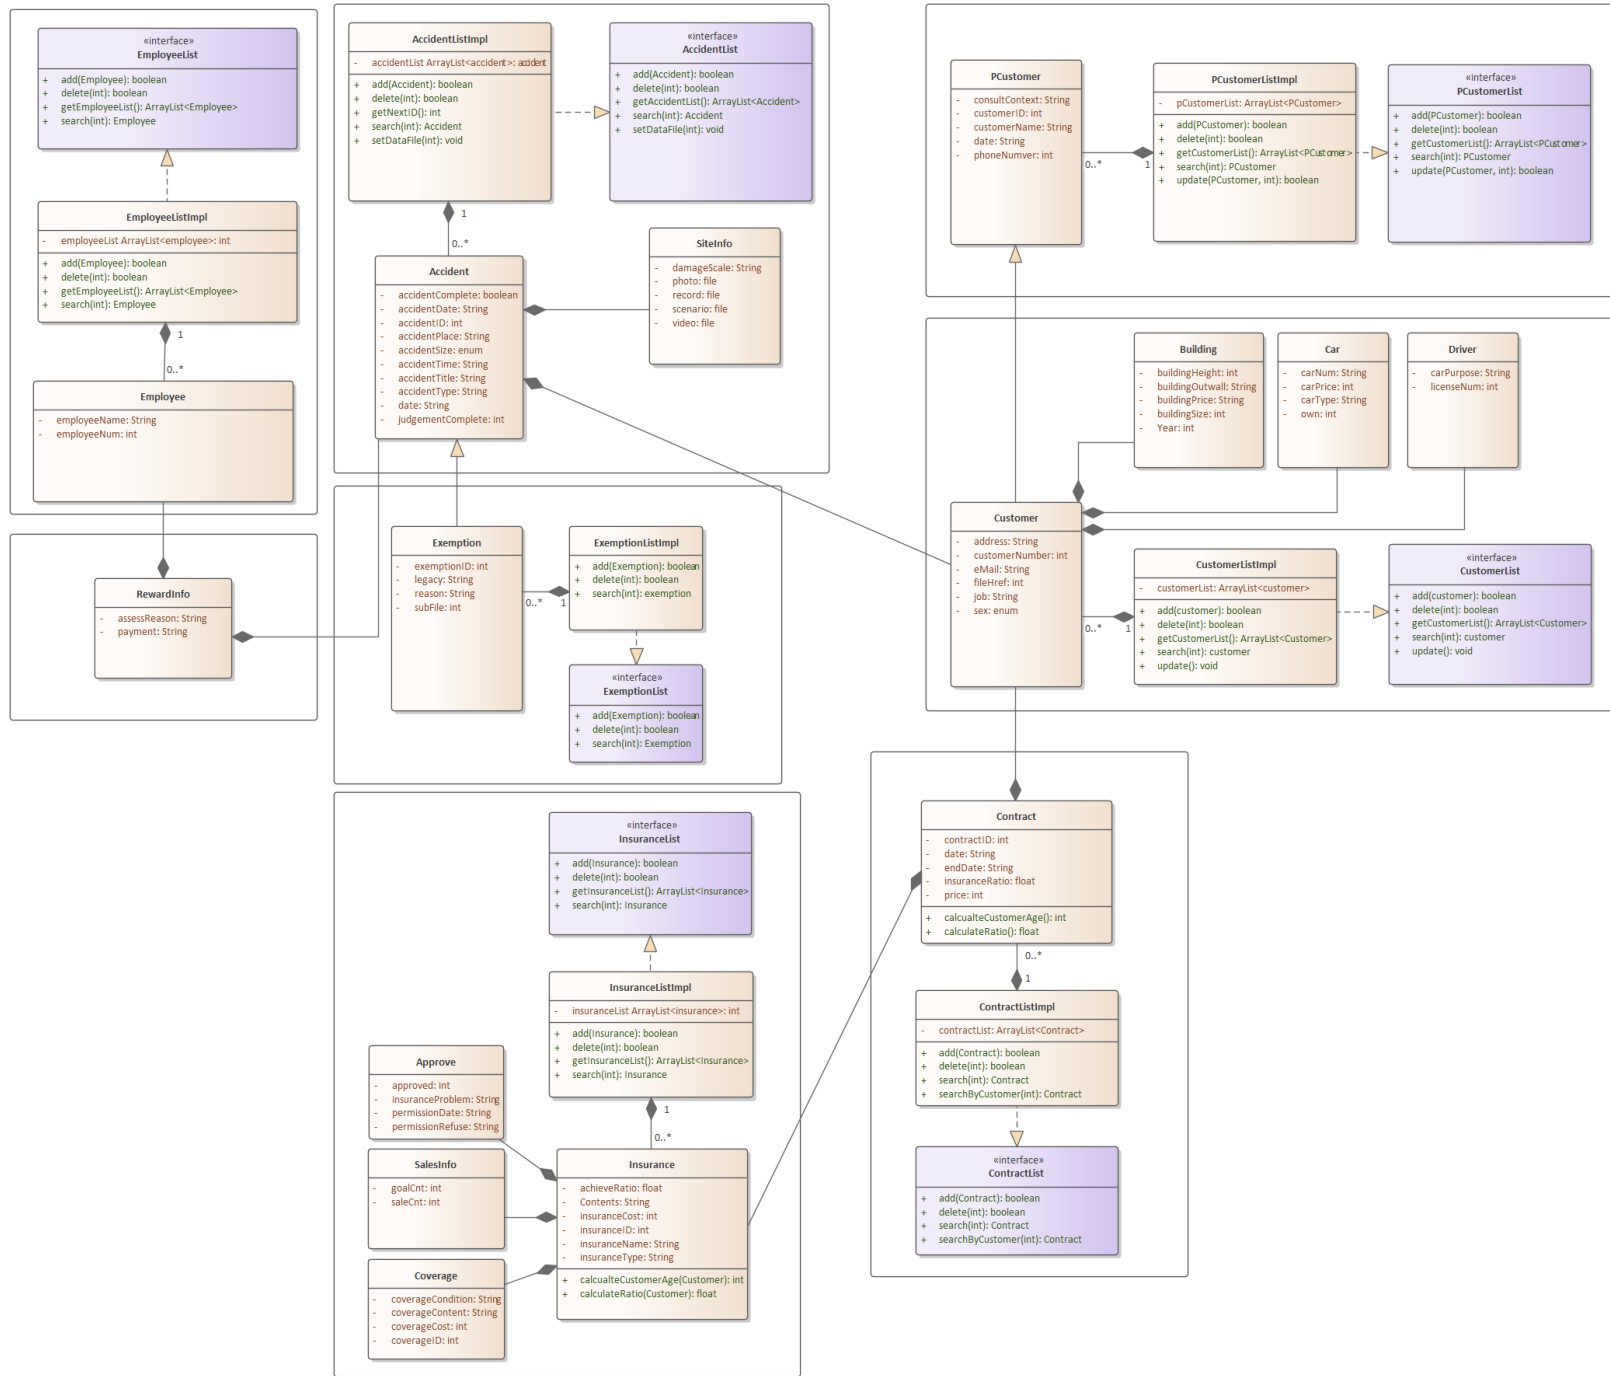 «interface»
EmployeeList
+ add(Employee): boolean
+ delete(int): boolean
+ getEmployeeList(): ArrayList<Employee>
+ search(int): Employee
EmployeeListImpl
- employeeList ArrayList<employee>: int
+ add(Employee): boolean
+ delete(int): boolean
+ getEmployeeList(): ArrayList<Employee>
+ search(int): Employee
1
0..*
Employee
- employeeName: String
- employeeNum: int
RewardInfo
- assessReason: String
- payment: String
AccidentListImpl
- accidentList ArrayList<accident>: accident
+ add(Accident): boolean
+ delete(int): boolean
+ getNextID(): int
+ search(int): Accident
+ setDataFile(int): void
«interface»
AccidentList
+ add(Accident): boolean
+ delete(int): boolean
+ getAccidentList(): ArrayList<Accident>
+ search(int): Accident
+ setDataFile(int): void
1
0..*
Accident
- accidentComplete: boolean
- accidentDate: String
- accidentID: int
- accidentPlace: String
- accidentSize: enum
- accidentTime: String
- accidentTitle: String
- accidentType: String
- date: String
- judgementComplete: int
SiteInfo
- damageScale: String
- photo: file
- record: file
- scenario: file
- video: file
Exemption
- exemptionID: int
- legacy: String
- reason: String
- subFile: int
0..*
1
ExemptionListImpl
+ add(Exemption): boolean
+ delete(int): boolean
+ search(int): exemption
«interface»
ExemptionList
+ add(Exemption): boolean
+ delete(int): boolean
+ search(int): Exemption
«interface»
InsuranceList
+ add(Insurance): boolean
+ delete(int): boolean
+ getInsuranceList(): ArrayList<Insurance>
+ search(int): Insurance
InsuranceListImpl
- insuranceList ArrayList<insurance>: int
+ add(Insurance): boolean
+ delete(int): boolean
+ getInsuranceList(): ArrayList<Insurance>
+ search(int): Insurance
1
0..*
Approve
- approved: int
- insuranceProblem: String
- permissionDate: String
- permissionRefuse: String
SalesInfo
- goalCnt: int
- saleCnt: int
Coverage
- coverageCondition: String
- coverageContent: String
- coverageCost: int
- coverageID: int
Insurance
- achieveRatio: float
- Contents: String
- insuranceCost: int
- insuranceID: int
- insuranceName: String
- insuranceType: String
+ calcualteCustomerAge(Customer): int
+ calculateRatio(Customer): float
PCustomer
- consultContext: String
- customerID: int
- customerName: String
- date: String
- phoneNumver: int
0..*
1
PCustomerListImpl
- pCustomerList: ArrayList<PCustomer>
+ add(PCustomer): boolean
+ delete(int): boolean
+ getCustomerList(): ArrayList<PCustomer>
+ search(int): PCustomer
+ update(PCustomer, int): boolean
«interface»
PCustomerList
+ add(PCustomer): boolean
+ delete(int): boolean
+ getCustomerList(): ArrayList<PCustomer>
+ search(int): PCustomer
+ update(PCustomer, int): boolean
Building
- buildingHeight: int
- buildingOutwall: String
- buildingPrice: String
- buildingSize: int
- Year: int
Car
- carNum: String
- carPrice: int
- carType: String
- own: int
Driver
- carPurpose: String
- licenseNum: int
Customer
- address: String
- customerNumber: int
- eMail: String
- fileHref: int
- job: String
- sex: enum
0..*
1
CustomerListImpl
- customerList: ArrayList<customer>
+ add(customer): boolean
+ delete(int): boolean
+ getCustomerList(): ArrayList<Customer>
+ search(int): customer
+ update(): void
«interface»
CustomerList
+ add(customer): boolean
+ delete(int): boolean
+ getCustomerList(): ArrayList<Customer>
+ search(int): customer
+ update(): void
Contract
- contractID: int
- date: String
- endDate: String
- insuranceRatio: float
- price: int
+ calcualteCustomerAge(): int
+ calculateRatio(): float
0..*
1
ContractListImpl
- contractList: ArrayList<Contract>
+ add(Contract): boolean
+ delete(int): boolean
+ search(int): Contract
+ searchByCustomer(int): Contract
«interface»
ContractList
+ add(Contract): boolean
+ delete(int): boolean
+ search(int): Contract
+ searchByCustomer(int): Contract